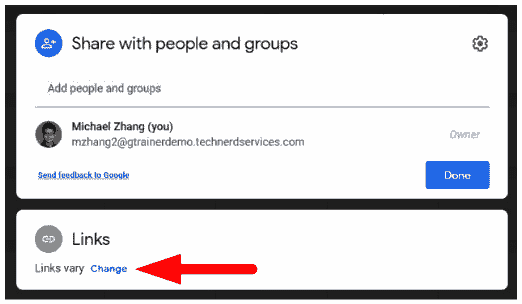 Share with people and groups
Add people and groups
Michael Zhang (you)
mzhang2@gtrainerdemo.technerdservices.com
Owner
Send feedback to Google
Done
Links
Links vary Change